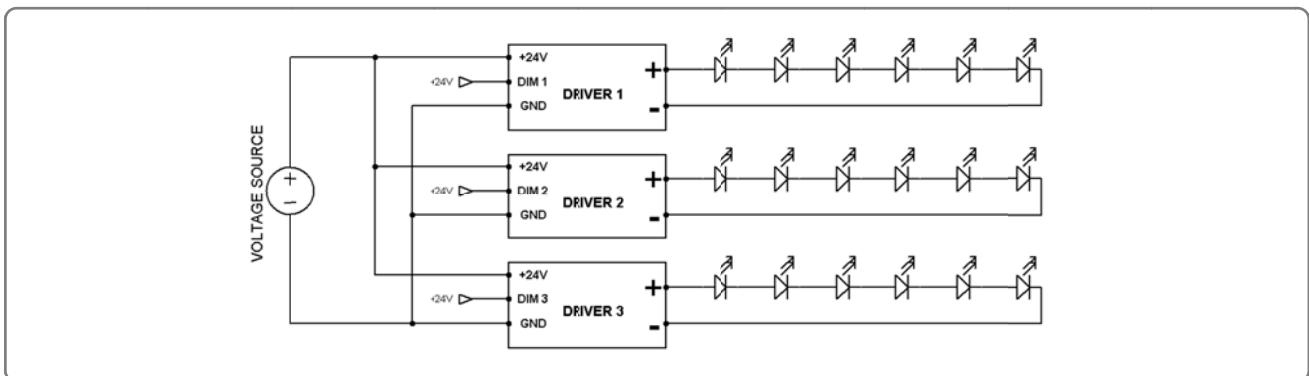 VOLTAGE SOURCE
+
−
+24V
+24V
DIM 1
GND
DRIVER 1
+
-
+24V
+24V
DIM 2
GND
DRIVER 2
+
-
+24V
+24V
DIM 3
GND
DRIVER 3
+
-